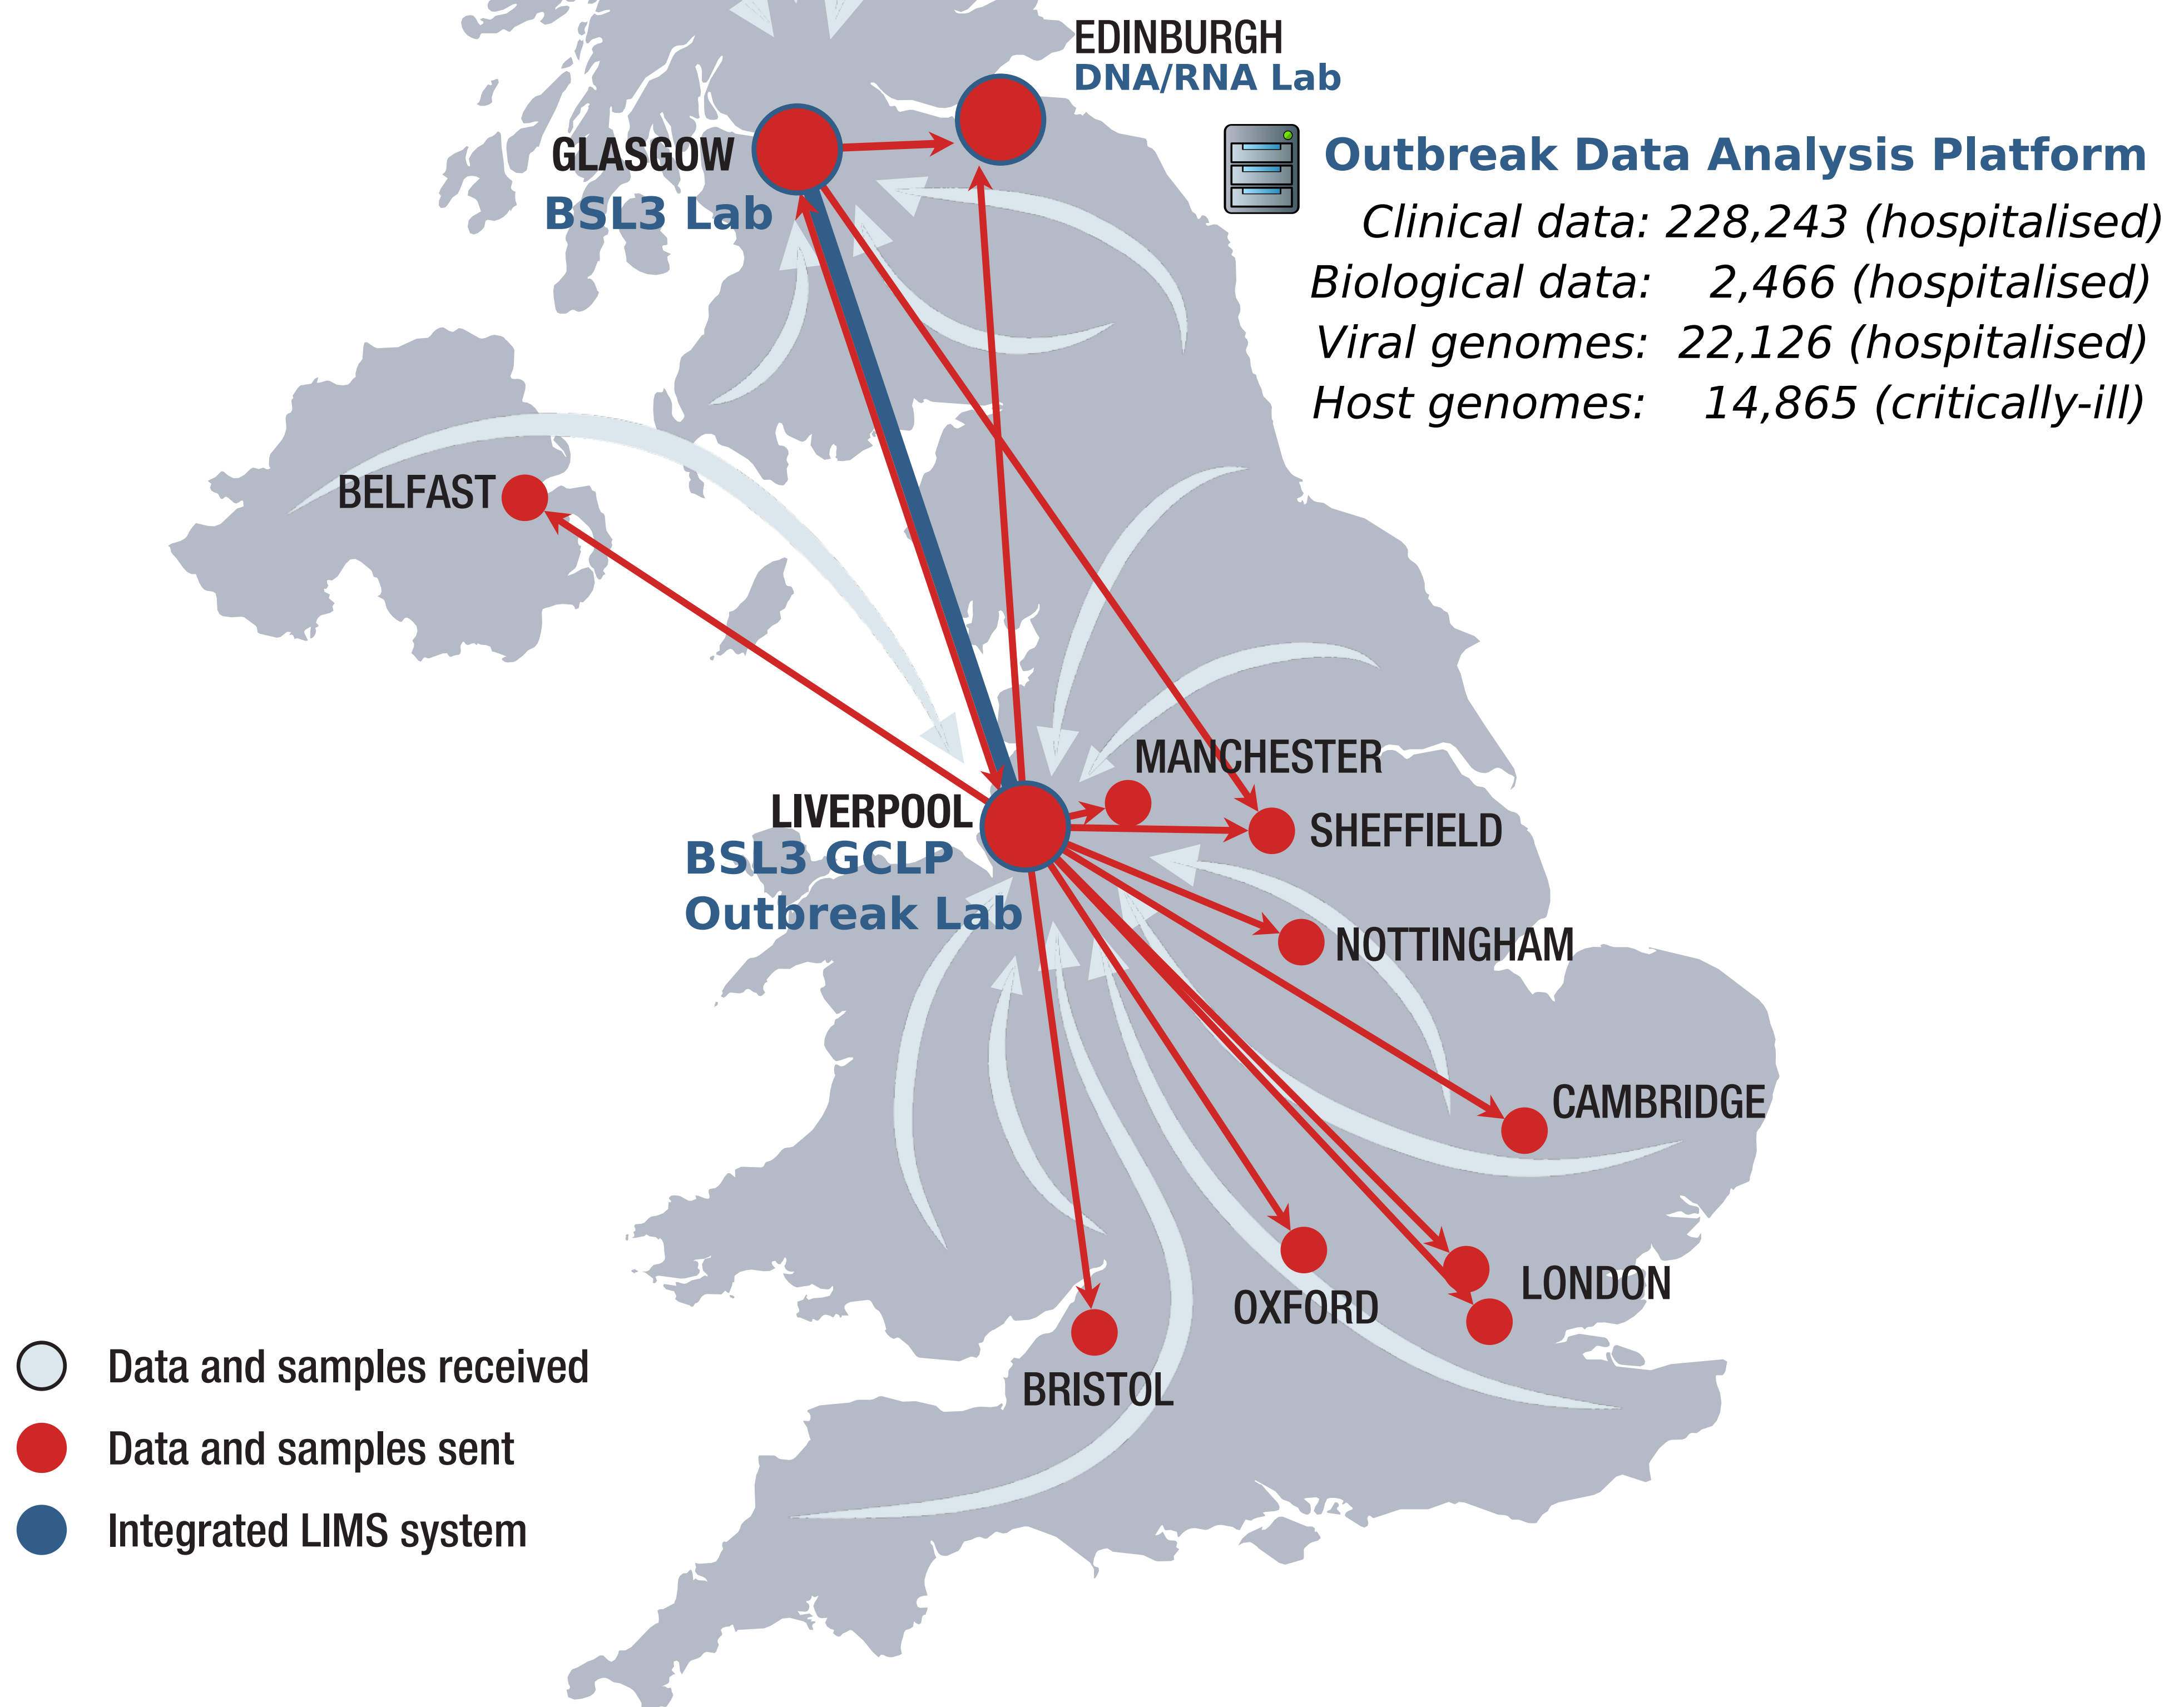 EDINBURGH
DNA/RNA Lab
GLASGOW
BSL3 Lab
Outbreak Data Analysis Platform
Clinical data: 228,243 (hospitalised)
Biological data: 2,466 (hospitalised)
Viral genomes: 22,126 (hospitalised)
Host genomes: 14,865 (critically-ill)
BELFAST
MANCHESTER
LIVERPOOL
BSL3 GCLP
Outbreak Lab
SHEFFIELD
NOTTINGHAM
CAMBRIDGE
LONDON
OXFORD
BRISTOL
Data and samples received
Data and samples sent
Integrated LIMS system